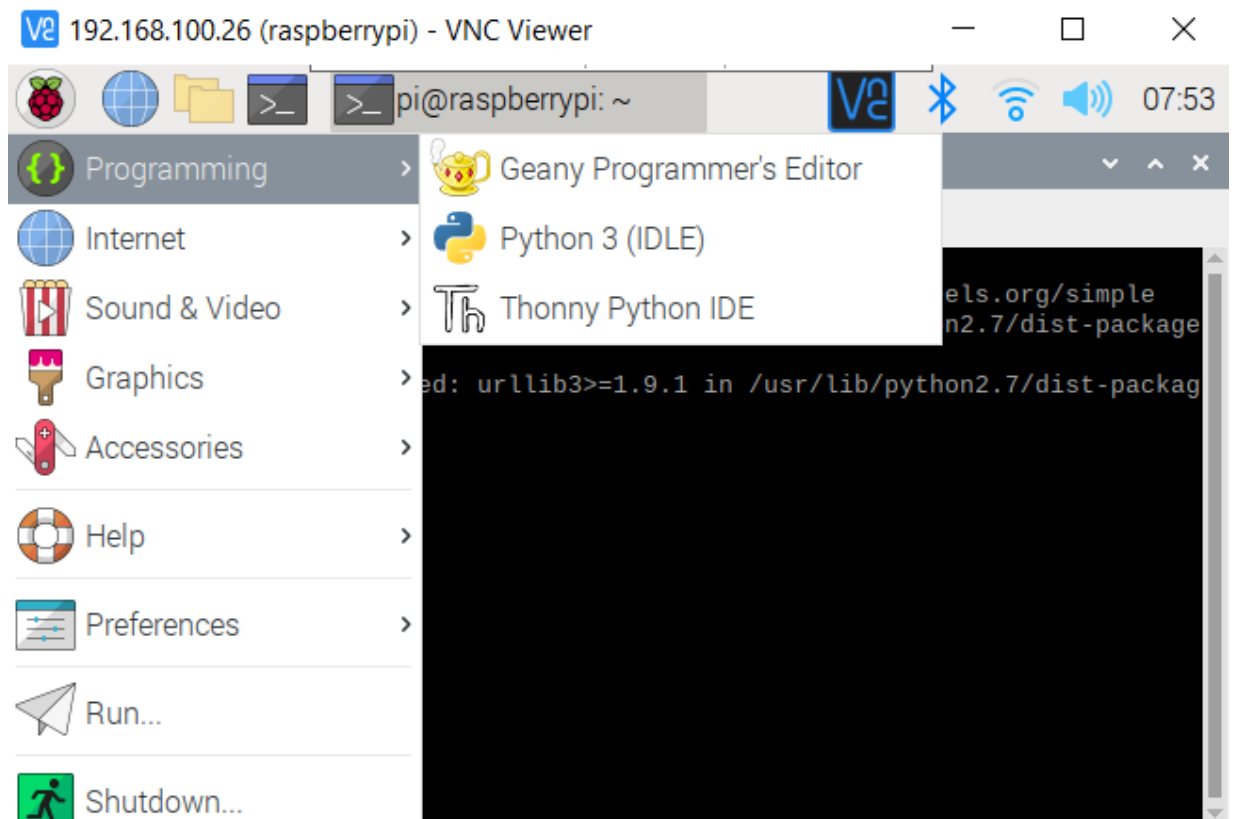 V2 192.168.100.26 (raspberrypi) - VNC Viewer
>_ >_ pi@raspberrypi: ~ V2 07:53
Programming
Geany Programmer's Editor
Internet
Python 3 (IDLE)
els.org/simple
Sound & Video
Thonny Python IDE
n2.7/dist-package
Graphics
ed: urllib3>=1.9.1 in /usr/lib/python2.7/dist-packag
Accessories
Help
Preferences
Run...
Shutdown...